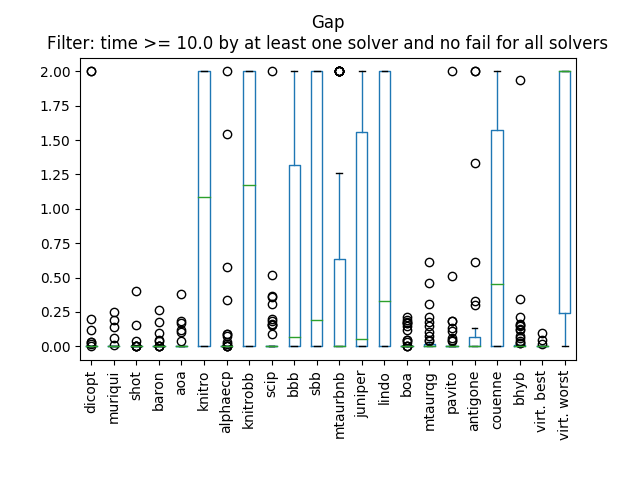 Gap
Filter: time >= 10.0 by at least one solver and no fail for all solvers
2.00
1.75
1.50
1.25
1.00
0.75
0.50
0.25
0.00
dicopt
muriqui
shot
baron
aoa
knitro
alphaecp
knitrobb
scip
bbb
sbb
mtaurbnb
juniper
lindo
boa
mtaurqg
pavito
antigone
couenne
bhyb
virt. best
virt. worst